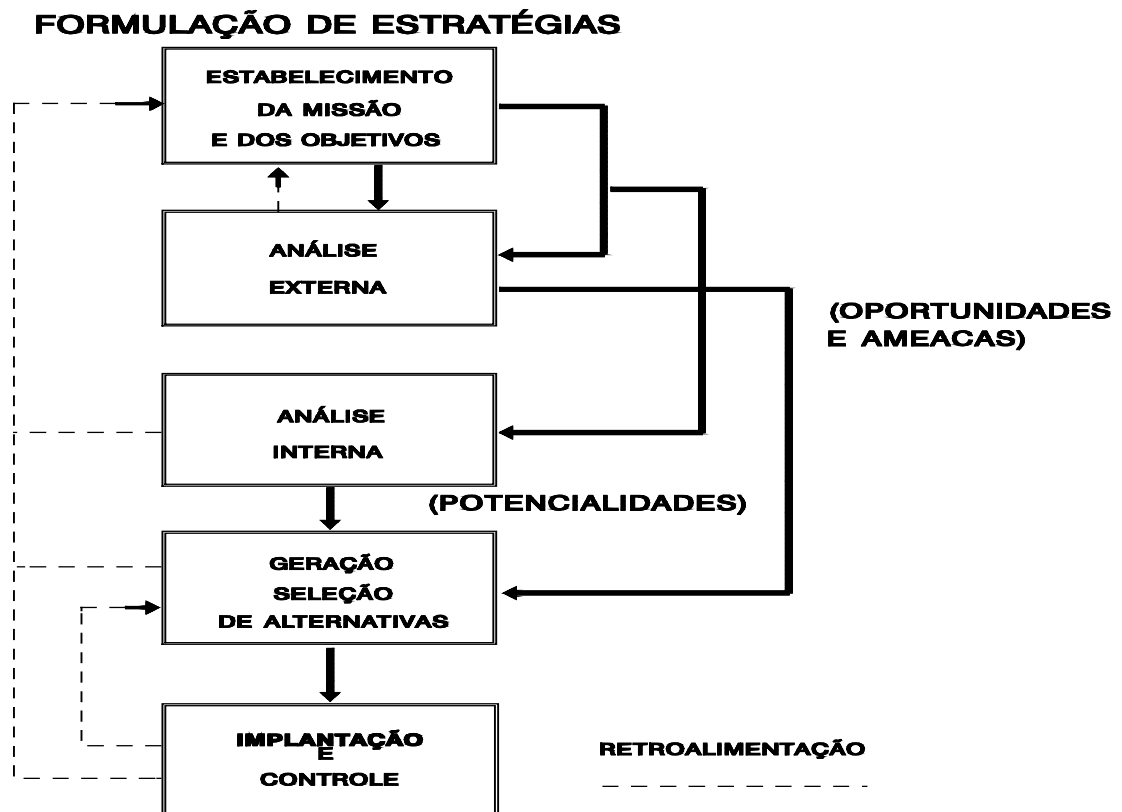 FORMULAÇÃO DE ESTRATÉGIAS
ESTABELECIMENTO
DA MISSÃO
E DOS OBJETIVOS
ANÁLISE
EXTERNA
(OPORTUNIDADES
E AMEACAS)
ANÁLISE
INTERNA
(POTENCIALIDADES)
GERAÇÃO
SELEÇÃO
DE ALTERNATIVAS
IMPLANTAÇÃO
E
CONTROLE
RETROALIMENTAÇÃO